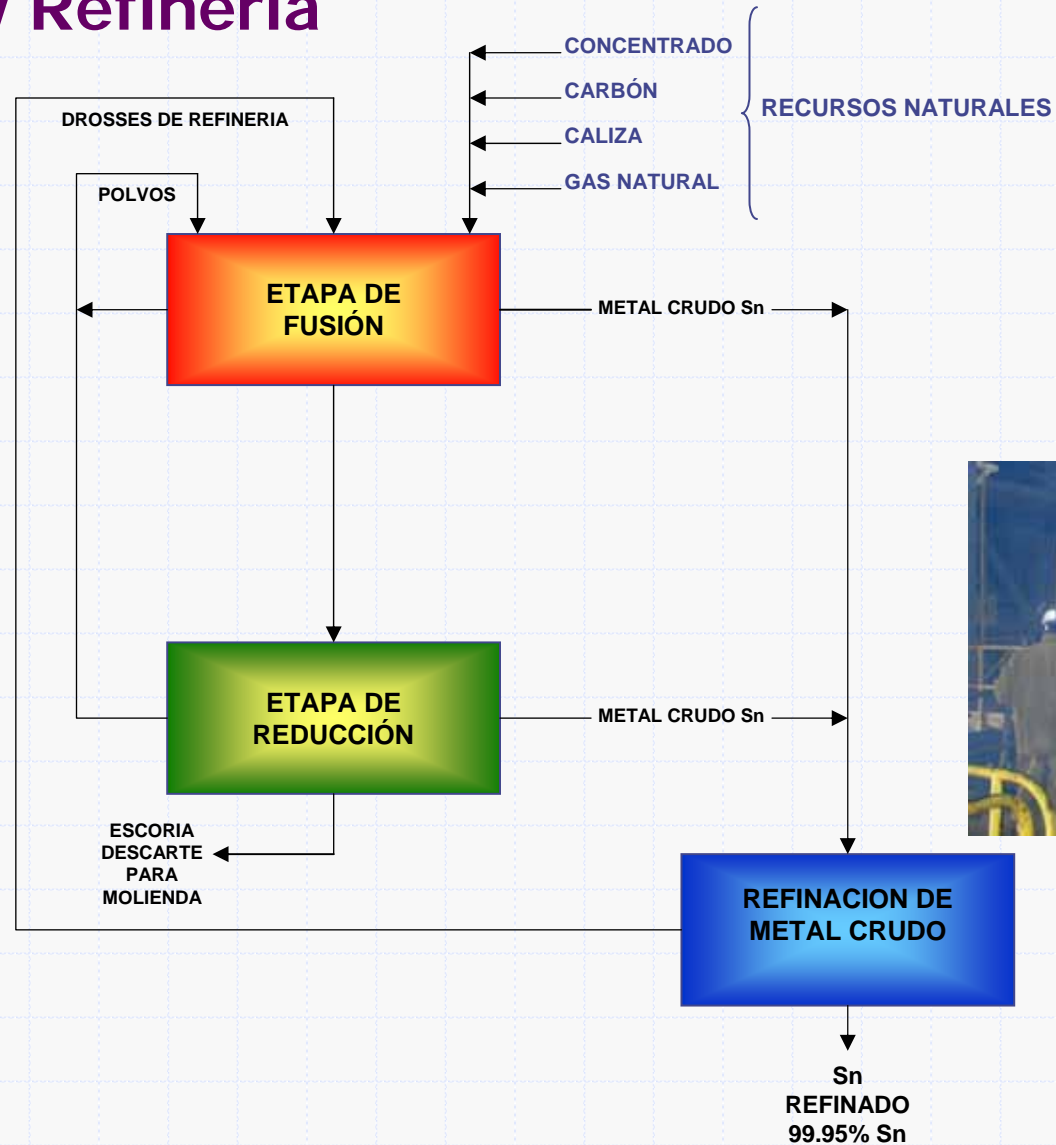 y Refinería
CONCENTRADO
CARBÓN
CALIZA
GAS NATURAL
RECURSOS NATURALES
DROSSES DE REFINERIA
POLVOS
ETAPA DE
FUSIÓN
METAL CRUDO Sn
ETAPA DE
REDUCCIÓN
METAL CRUDO Sn
ESCORIA
DESCARTE
PARA
MOLIENDA
REFINACION DE
METAL CRUDO
Sn
REFINADO
99.95% Sn